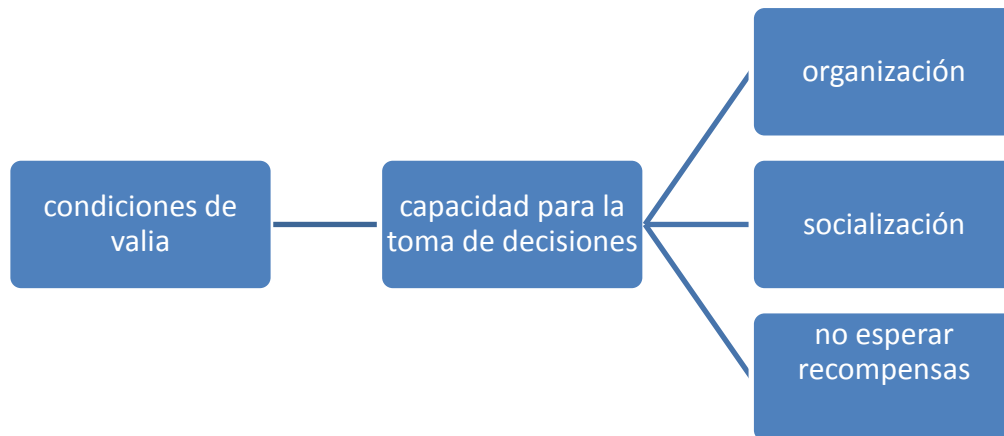 condiciones de
valia
capacidad para la
toma de decisiones
organización
socialización
no esperar
recompensas